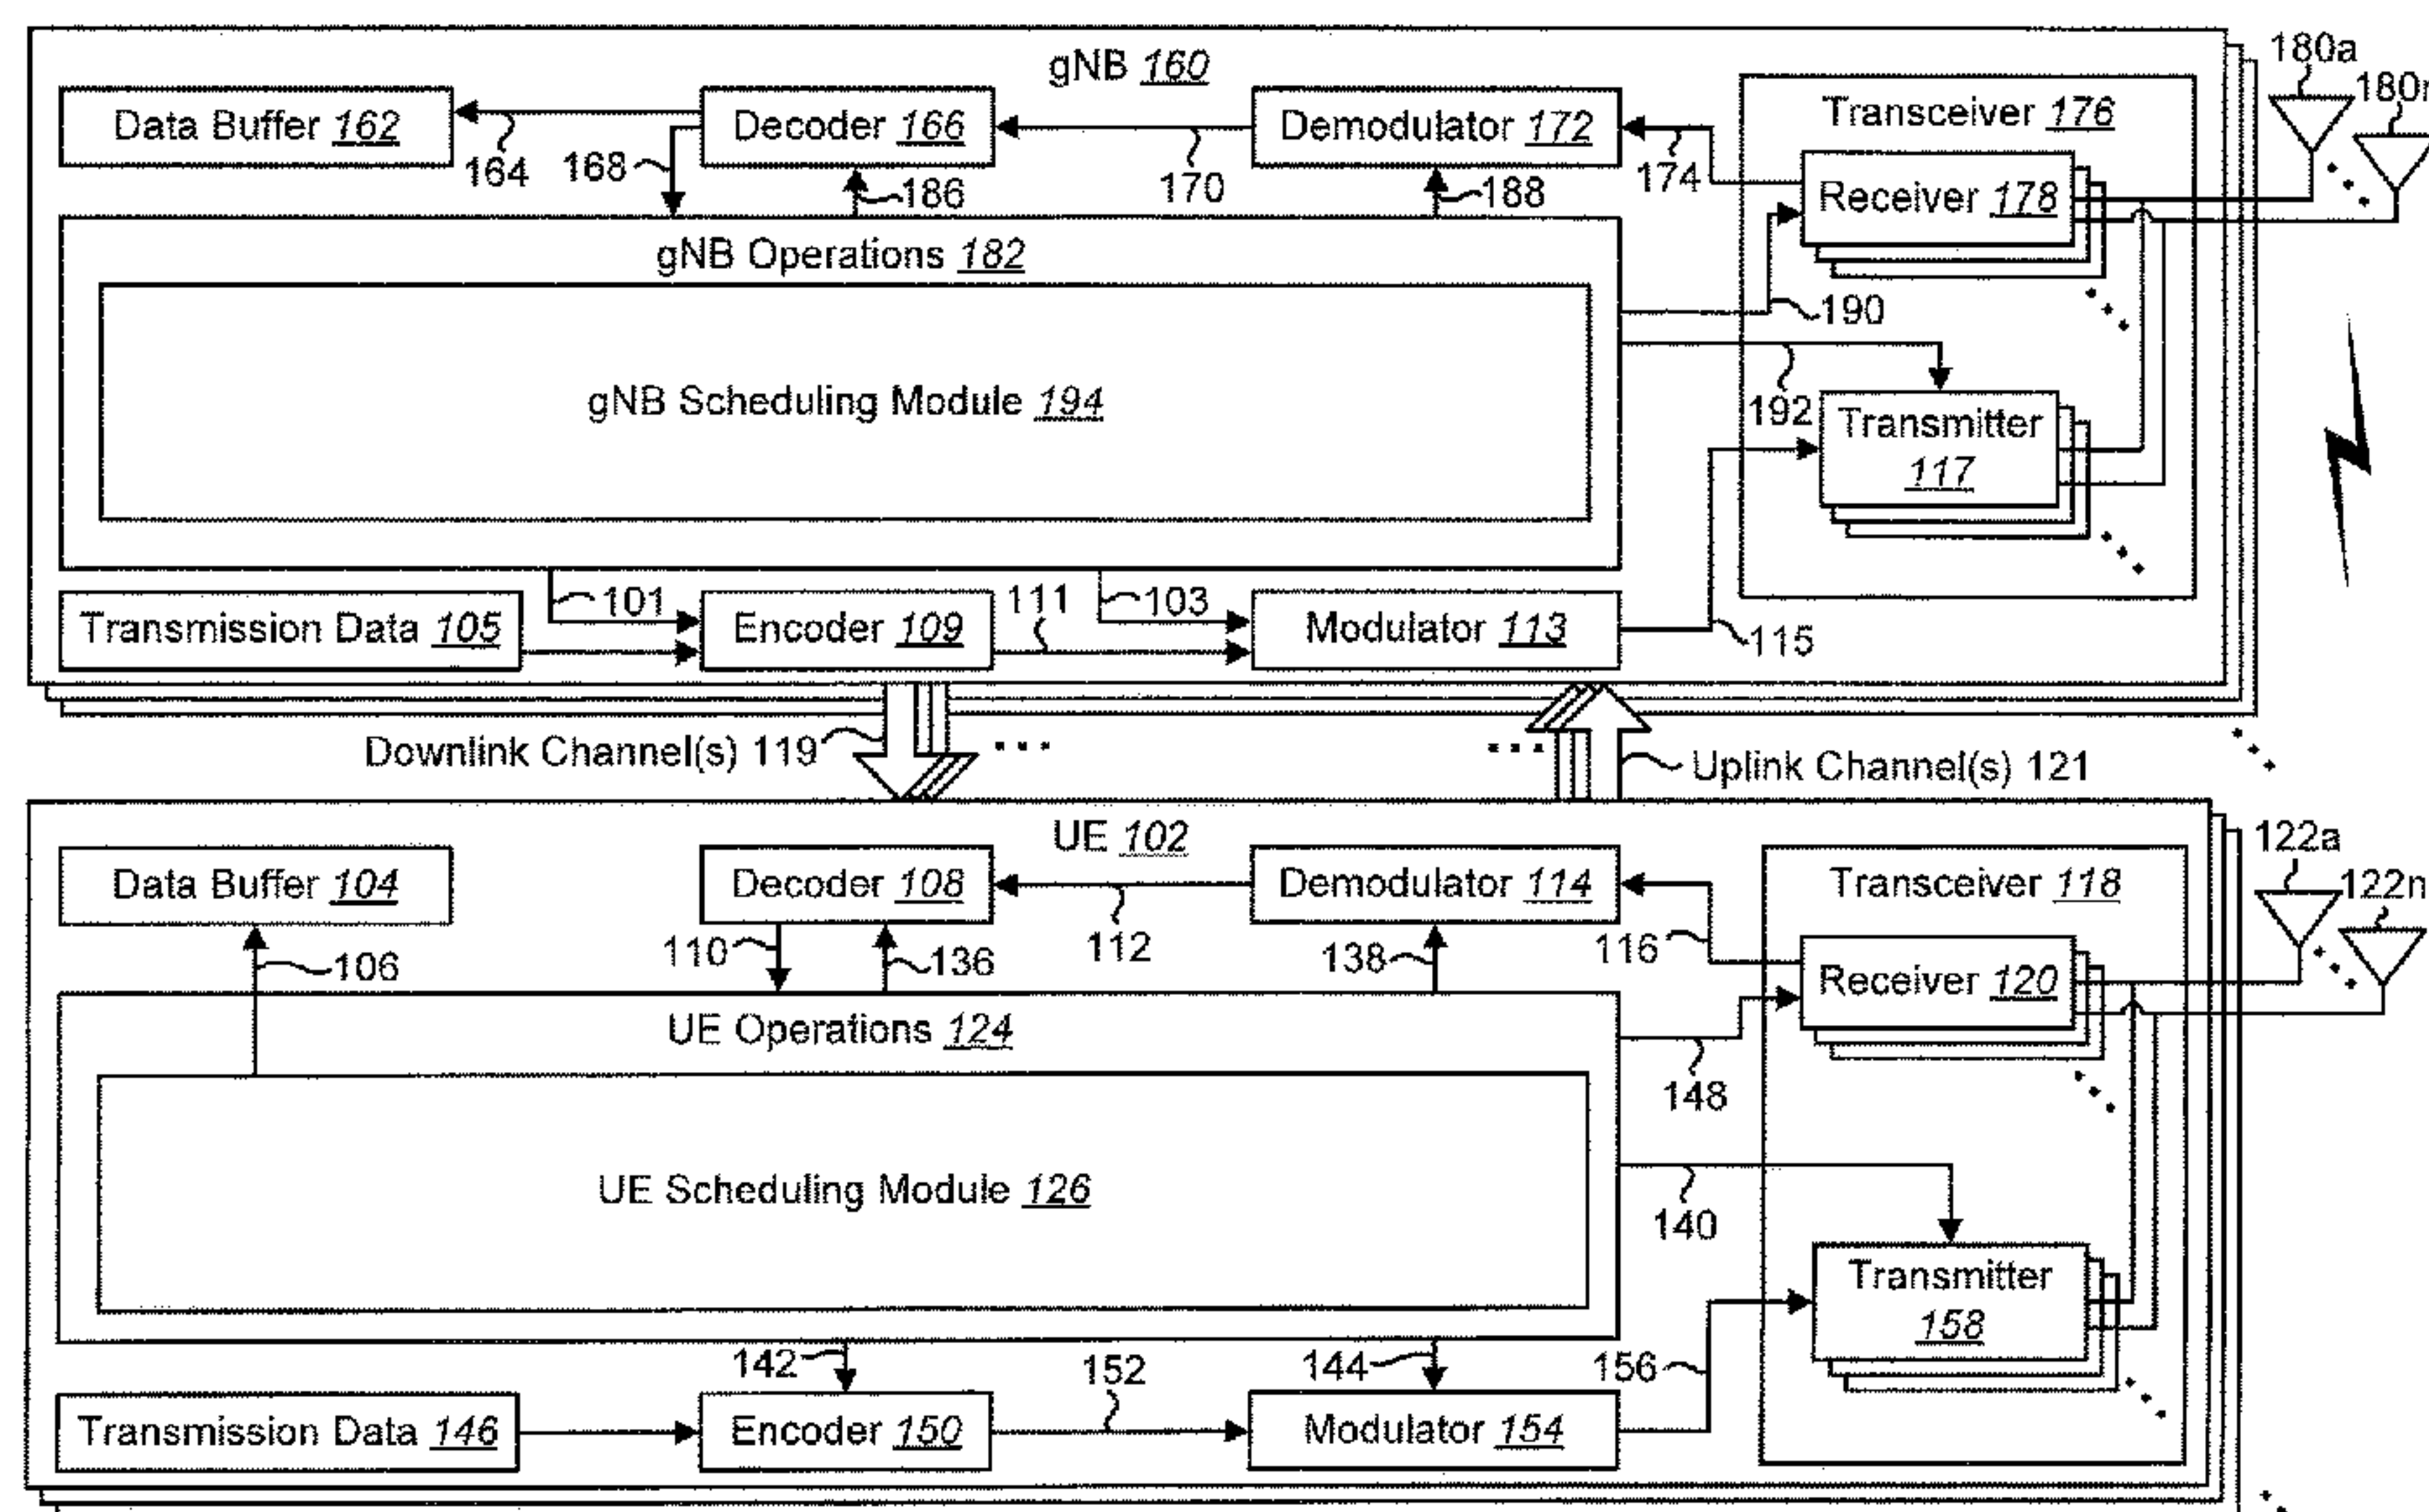 gNB 160
180a
180n
Data Buffer 162
Decoder 166
Demodulator 172
Transceiver 176
164
168
186
170
188
174
Receiver 178
gNB Operations 182
190
gNB Scheduling Module 194
192
Transmitter
117
101
111
103
Transmission Data 105
Encoder 109
Modulator 113
115
Downlink Channel(s) 119
Uplink Channel(s) 121
UE 102
122a
122n
Data Buffer 104
Decoder 108
Demodulator 114
Transceiver 118
106
110
136
112
138
116
Receiver 120
UE Operations 124
148
UE Scheduling Module 126
140
Transmitter
158
142
152
144
156
Transmission Data 146
Encoder 150
Modulator 154